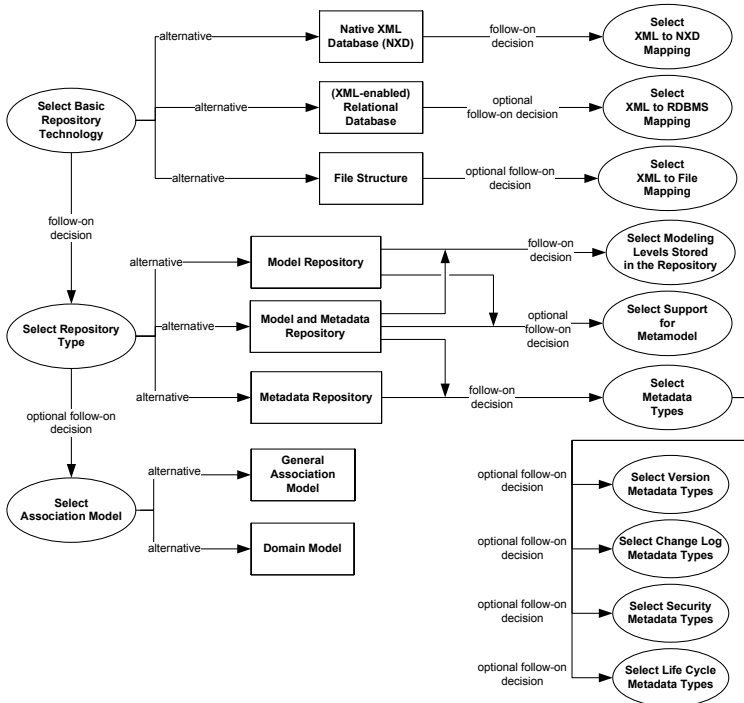 alternative
Native XML
Database (NXD)
follow-on
decision
Select
XML to NXD
Mapping
Select Basic
Repository
Technology
alternative
(XML-enabled)
Relational
Database
optional
follow-on decision
Select
XML to RDBMS
Mapping
alternative
File Structure
optional follow-on
decision
Select
XML to File
Mapping
follow-on
decision
alternative
Model Repository
follow-on
decision
Select Modeling
Levels Stored
in the Repository
Select Repository
Type
alternative
Model and Metadata
Repository
optional
follow-on
decision
Select Support
for
Metamodel
alternative
Metadata Repository
follow-on
decision
Select
Metadata
Types
optional follow-on
decision
Select
Association Model
alternative
General
Association
Model
alternative
Domain Model
optional follow-on
decision
Select Version
Metadata Types
optional follow-on
decision
Select Change Log
Metadata Types
optional follow-on
decision
Select Security
Metadata Types
optional follow-on
decision
Select Life Cycle
Metadata Types